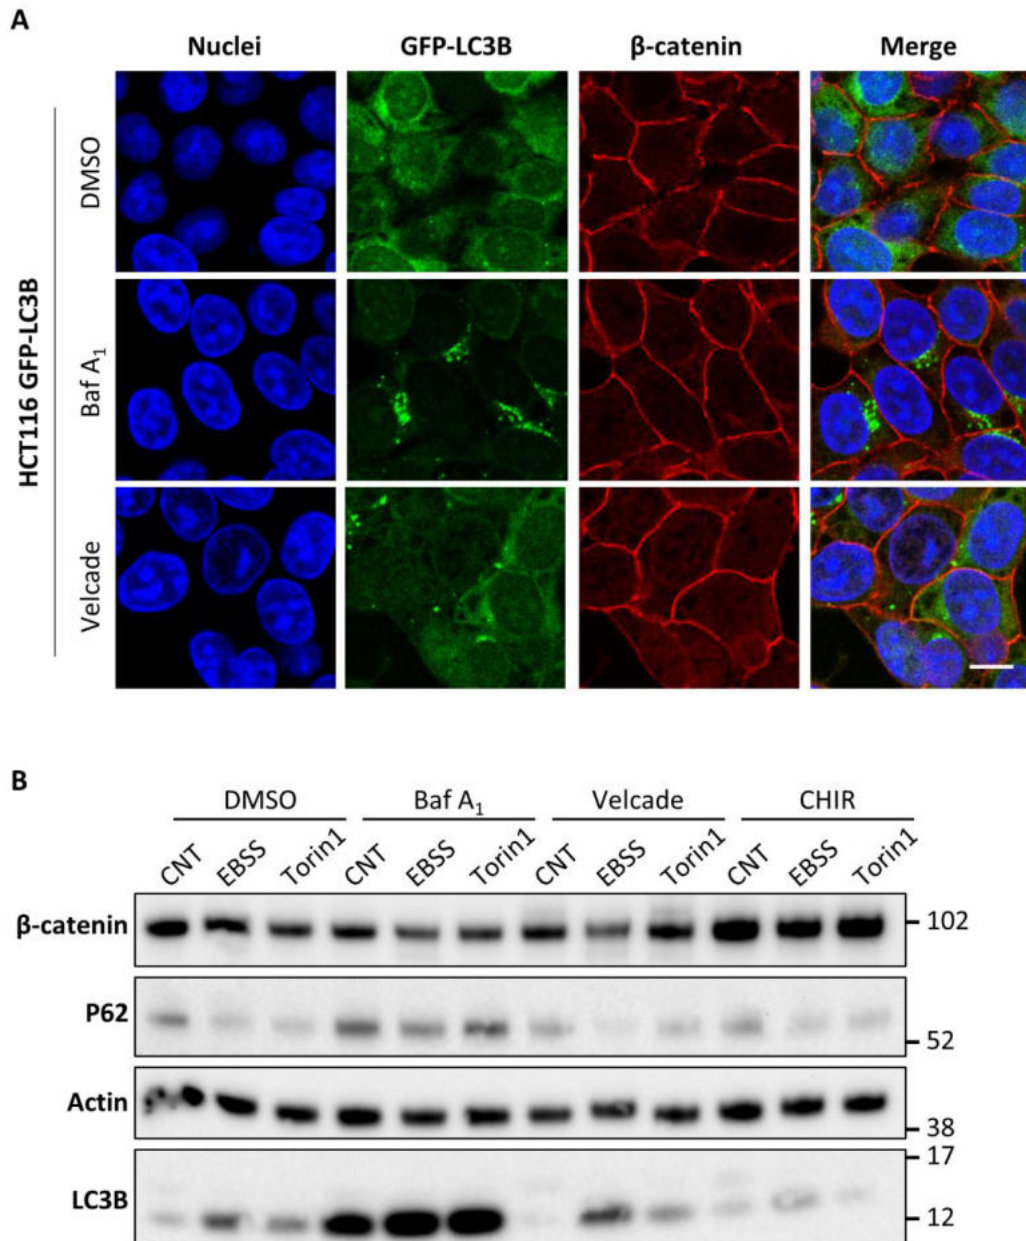 A
Nuclei GFP-LC3B β-catenin Merge
HCT116 GFP-LC3B
DMSO
Baf A₁
Velcade
B
DMSO Baf A₁ Velcade CHIR
CNT EBSS Torin1 CNT EBSS Torin1 CNT EBSS Torin1 CNT EBSS Torin1
β-catenin 102
P62 52
Actin 38
17
LC3B 12